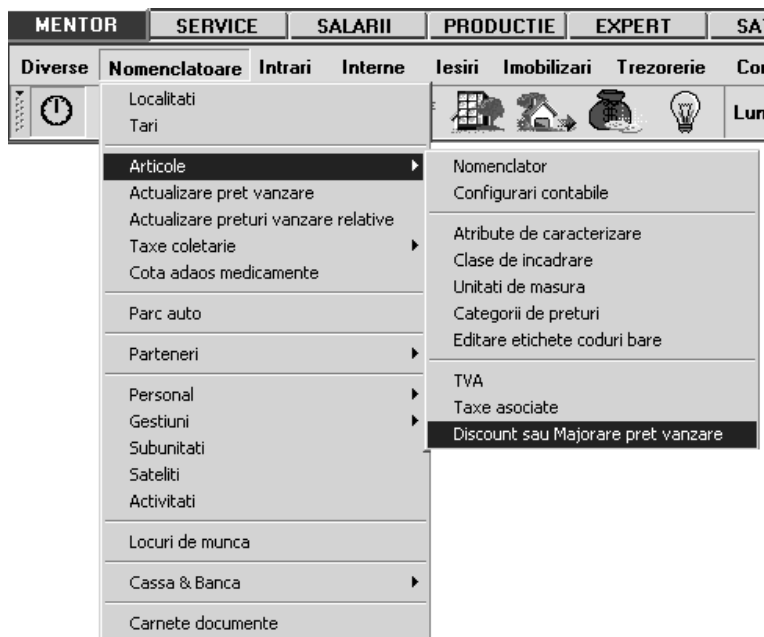 MENTOR SERVICE SALARII PRODUCTIE EXPERT
Diverse Nomenclatoare Intrari Interne Iesiri Imobilizari Trezorerie
Localitati
Tari
Articole
Actualizare pret vanzare
Actualizare preturi vanzare relative
Taxe coletarie
Cota adaos medicamente
Parc auto
Parteneri
Personal
Gestiuni
Subunitati
Sateliti
Activitati
Locuri de munca
Cassa & Banca
Carnete documente
Nomenclator
Configurari contabile
Atribute de caracterizare
Clase de incadrare
Unitati de masura
Categorii de preturi
Editare etichete coduri bare
TVA
Taxe asociate
Discount sau Majorare pret vanzare